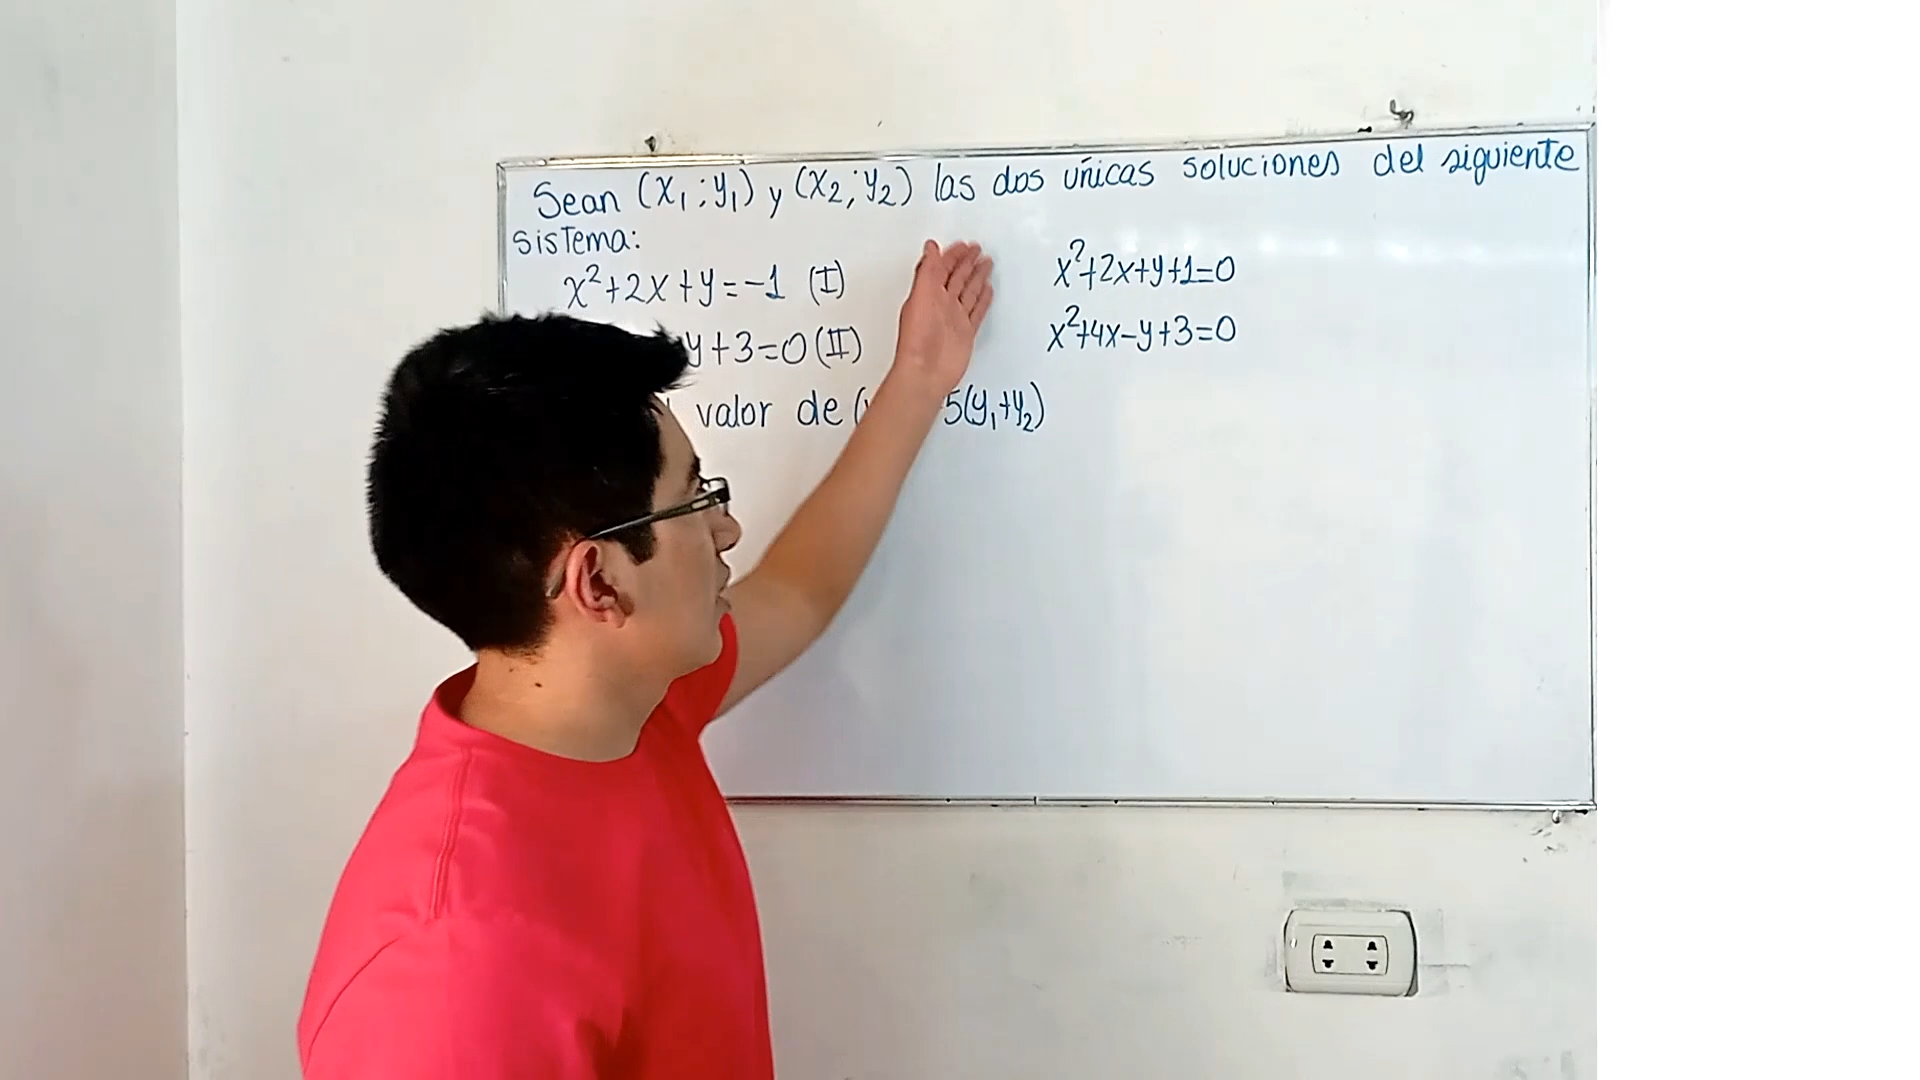 Sean (x₁;y₁) y (x₂;y₂) las dos únicas soluciones del siguiente
sistema:
x²+2x+y=-1 (I)
y+3=0(II)
valor de ( 5(y₁+y₂)
x²+2x+y+1=0
x²+4x-y+3=0